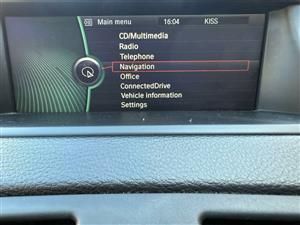 Main menu 16:04 KISS
CD/Multimedia
Radio
Telephone
Navigation
Office
ConnectedDrive
Vehicle information
Settings